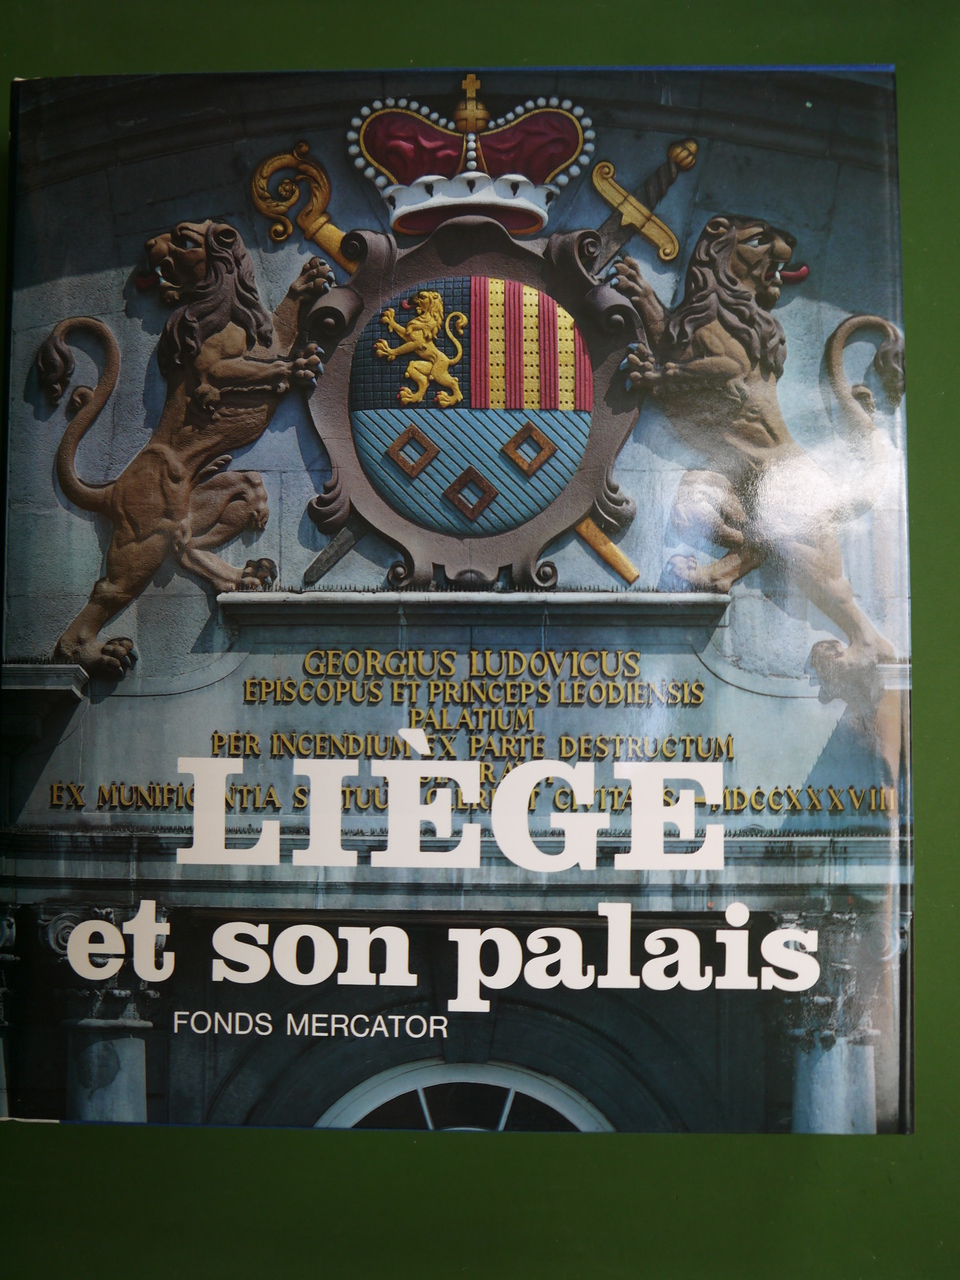 GEORGIUS LUDOVICUS
EPISCOPUS ET PRINCEPS LEODIENSIS
PALATIUM
PER INCENDIUM EX PARTE DESTRUCTUM
EX MDCCXXXVIII
LIÈGE
et son palais
FONDS MERCATOR